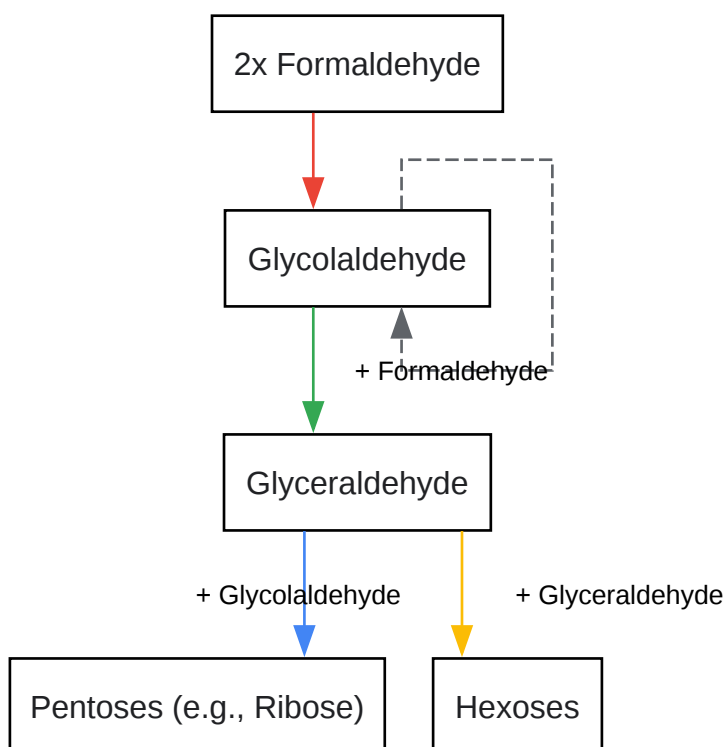 2x Formaldehyde
Glycolaldehyde
+ Formaldehyde
Glyceraldehyde
+ Glycolaldehyde
+ Glyceraldehyde
Pentoses (e.g., Ribose)
Hexoses